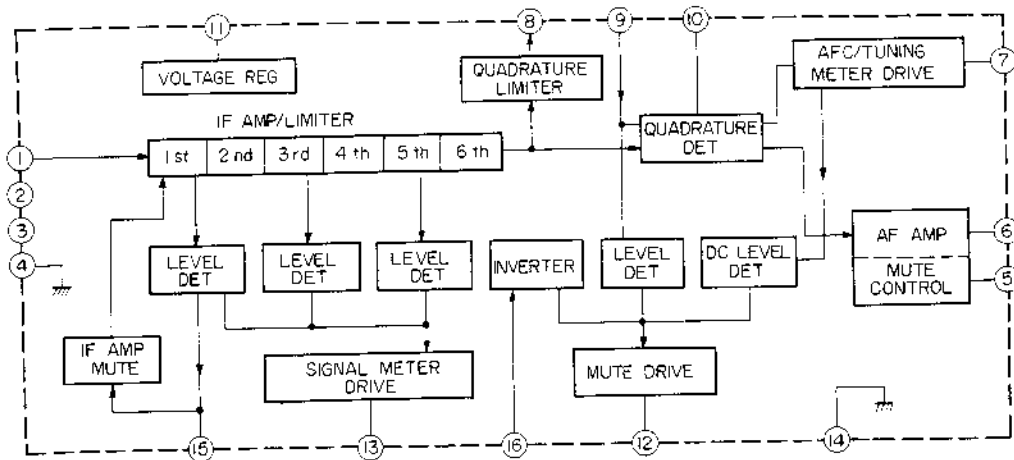 11
8
9
10
VOLTAGE REG
QUADRATURE
LIMITER
AFC/TUNING
METER DRIVE
7
IF AMP/LIMITER
1
1st 2nd 3rd 4th 5th 6th
QUADRATURE
DET
2
3
4
LEVEL
DET
LEVEL
DET
LEVEL
DET
INVERTER
LEVEL
DET
DC LEVEL
DET
AF AMP
6
MUTE
CONTROL
5
IF AMP
MUTE
SIGNAL METER
DRIVE
MUTE DRIVE
15
13
16
12
14